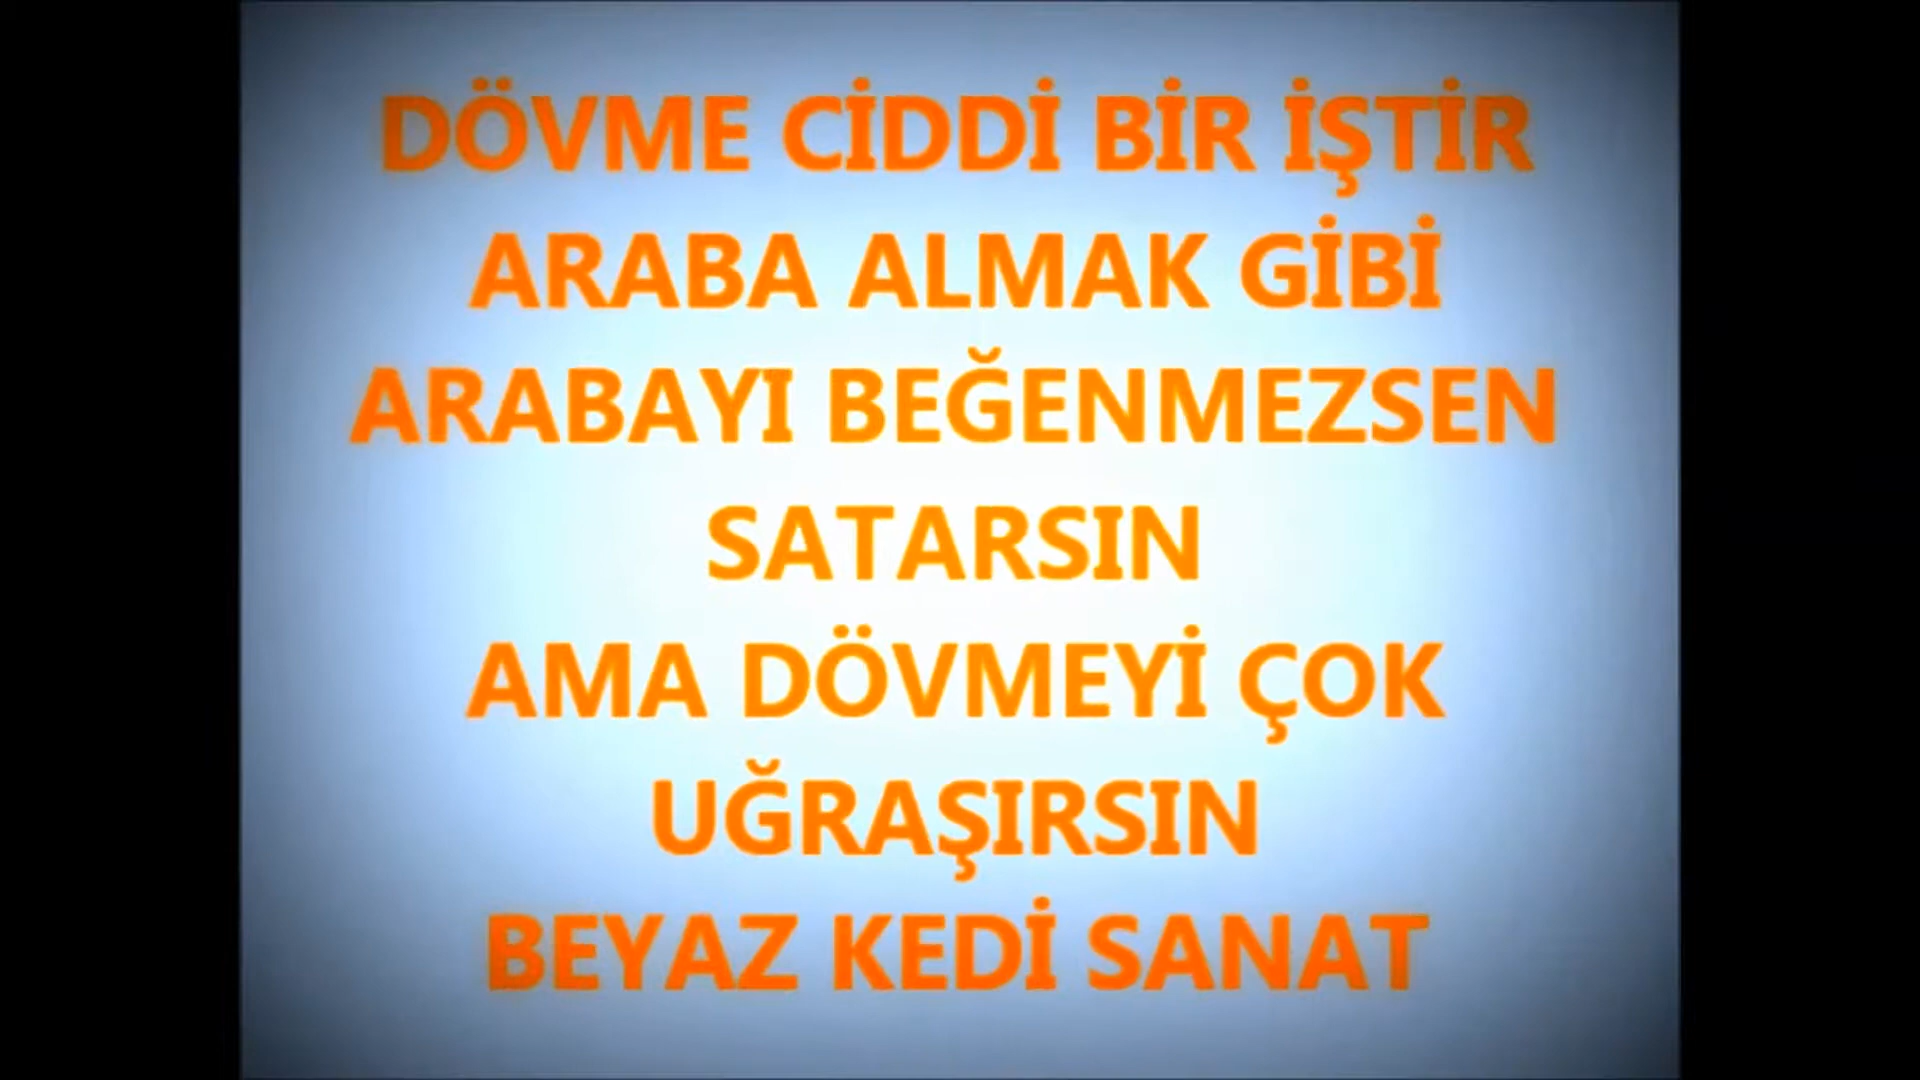 DÖVME CİDDİ BİR İŞTİR
ARABA ALMAK GİBİ
ARABAYI BEĞENMEZSEN
SATARSIN
AMA DÖVMEYİ ÇOK
UĞRAŞIRSIN
BEYAZ KEDİ SANAT